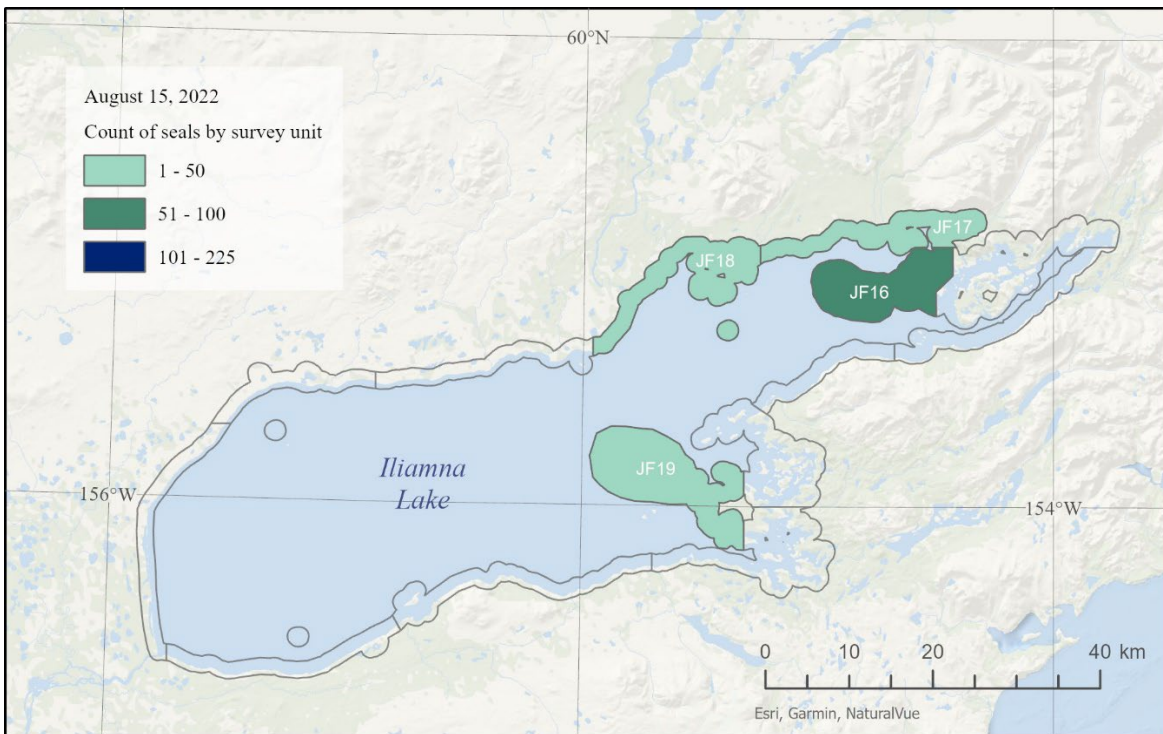 60°N
August 15, 2022
Count of seals by survey unit
1 - 50
51 - 100
101 - 225
JF17
JF18
JF16
JF19
Iliamna
Lake
156°W
154°W
0 10 20 40 km
Esri, Garmin, NaturalVue